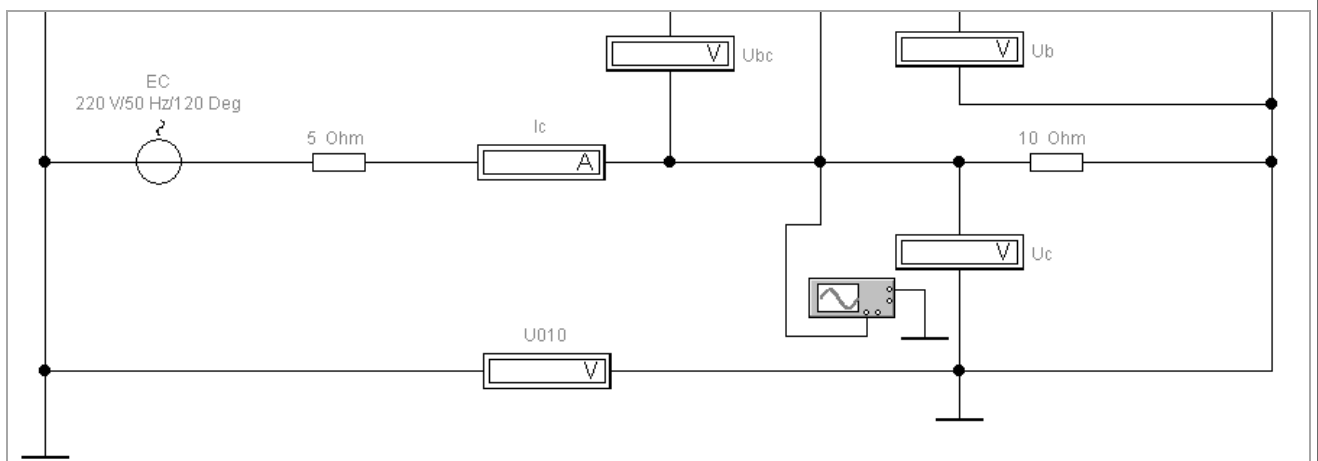 V
Ubc
V
Ub
EC
220 V/50 Hz/120 Deg
5 Ohm
Ic
A
10 Ohm
V
Uc
U010
V